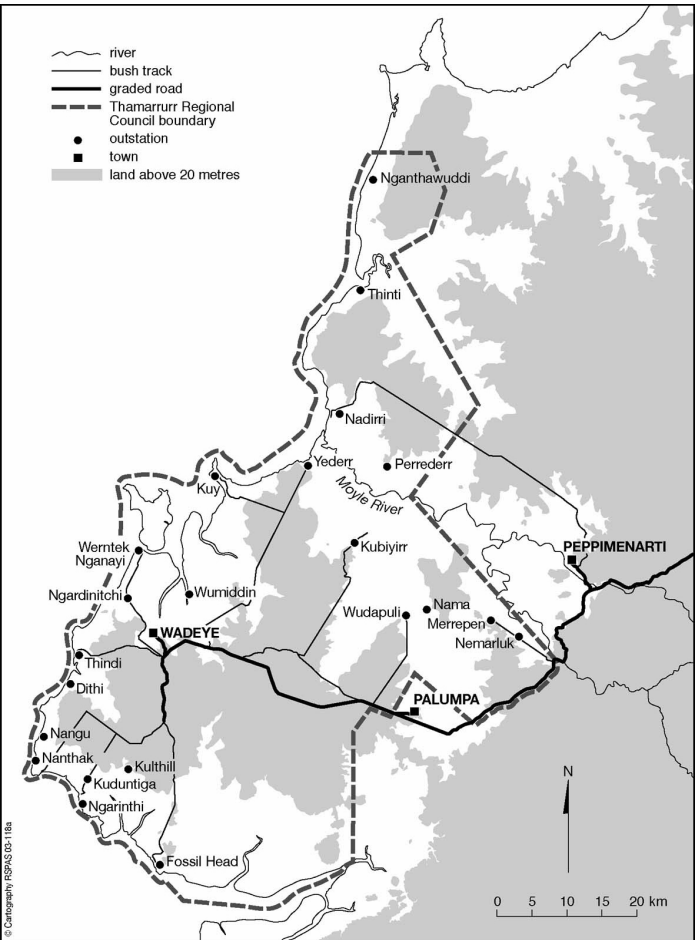 river
bush track
graded road
Thamarrurr Regional
Council boundary
outstation
town
land above 20 metres
Nganthawuddi
Thinti
Nadirri
Yederr
Perrederr
Kuy
Moyle River
Werntek
Nganayi
Kubiyirr
PEPPIMENARTI
Ngardinitchi
Wumiddin
Nama
Wudapuli
Merrepen
WADEYE
Nemarluk
Thindi
Dithi
PALUMPA
Nangu
Nanthak
Kulthill
Kuduntiga
Ngarinthi
N
Fossil Head
0 5 10 15 20 km
© Cartography RSPAS 03-118a